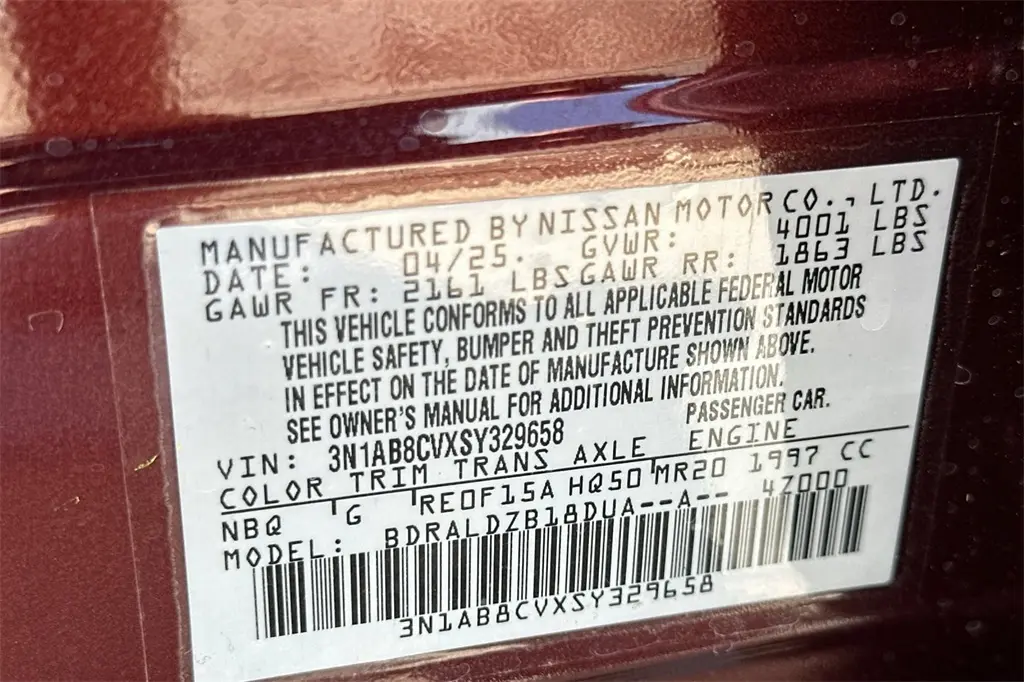 MANUFACTURED BY NISSAN MOTOR CO., LTD.
DATE: 04/25. GVWR: 4001 LBS
GAWR FR: 2161 LBS GAWR RR: 1863 LBS
THIS VEHICLE CONFORMS TO ALL APPLICABLE FEDERAL MOTOR
VEHICLE SAFETY, BUMPER AND THEFT PREVENTION STANDARDS
IN EFFECT ON THE DATE OF MANUFACTURE SHOWN ABOVE.
SEE OWNER'S MANUAL FOR ADDITIONAL INFORMATION.
VIN: 3N1AB8CVXSY329658 PASSENGER CAR.
COLOR TRIM TRANS AXLE ENGINE
NBQ G RE0F15A HQ50 MR20 1997 CC
MODEL: BDRALDZB18DUA--A-- 4Z000
3N1AB8CVXSY329658